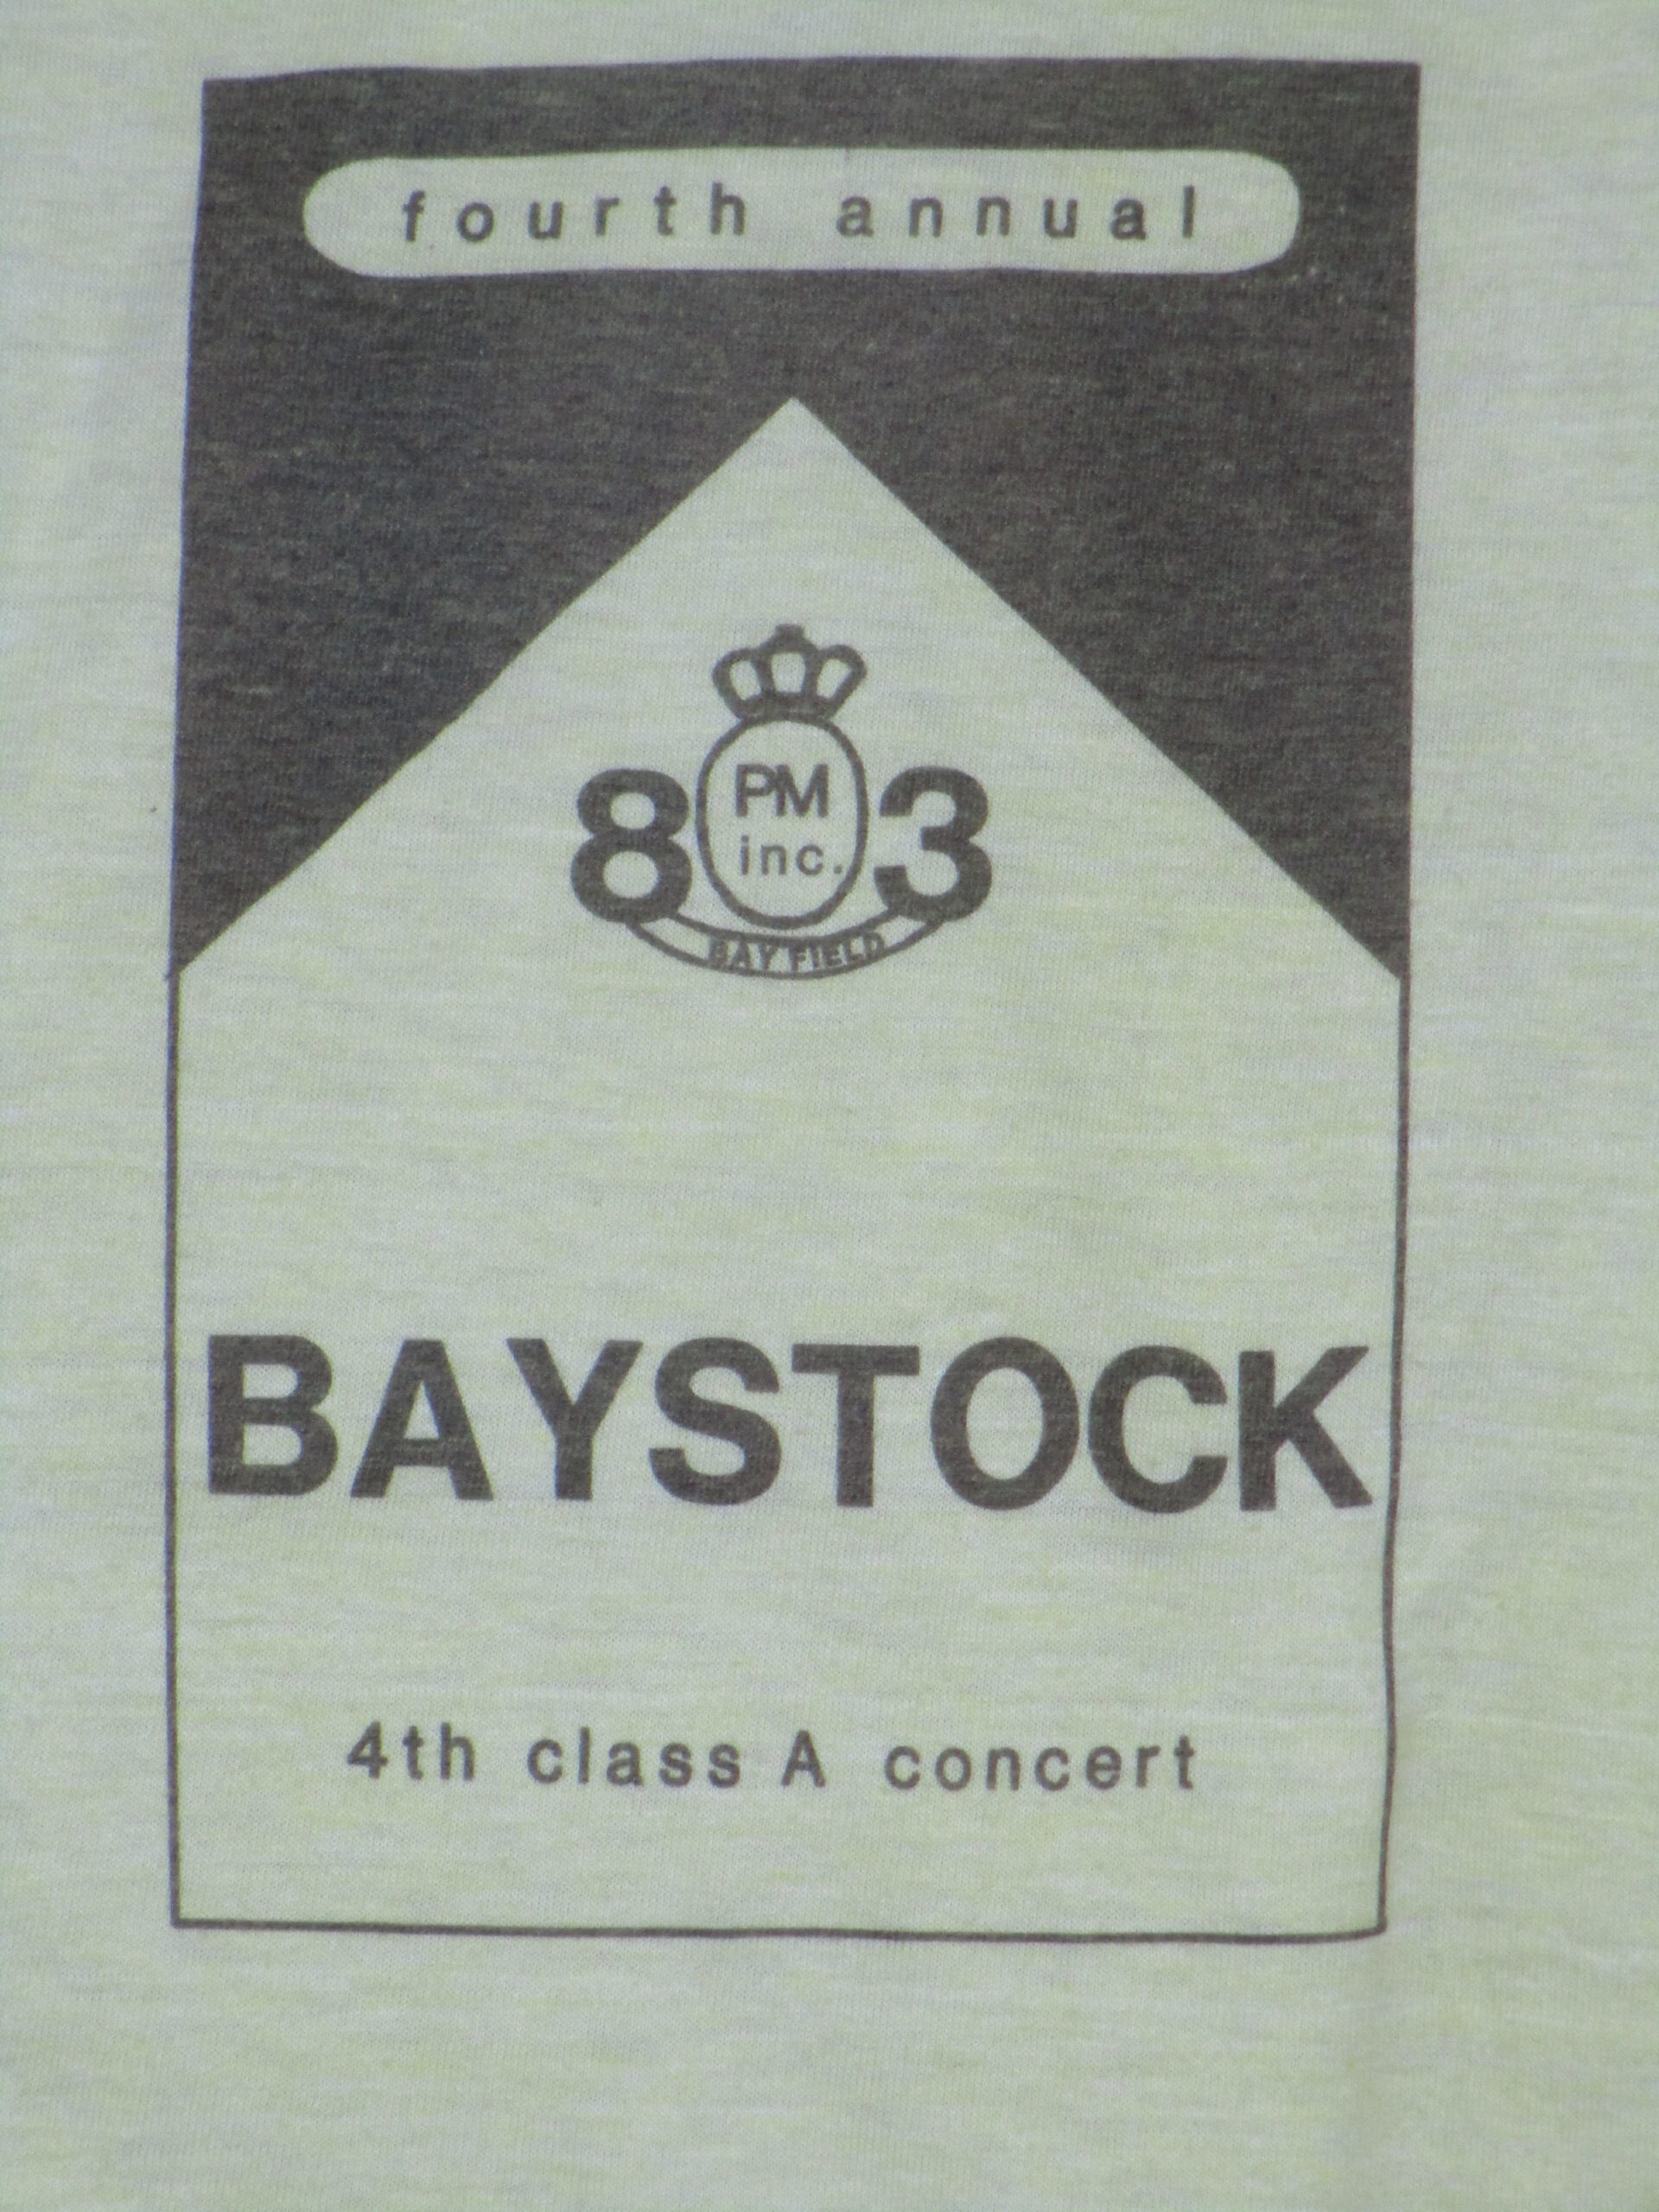 fourth annual
8 PM 3
inc.
BAYFIELD
BAYSTOCK
4th class A concert